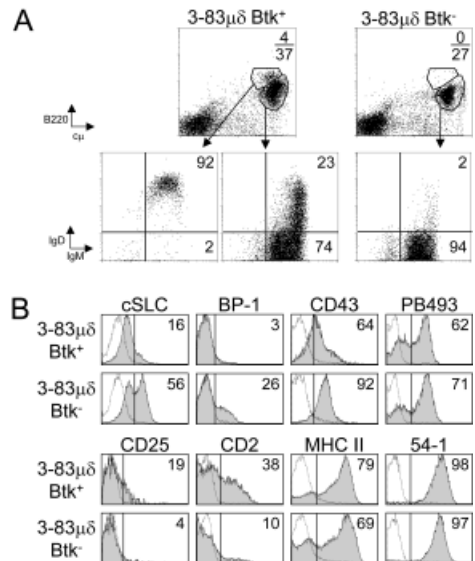 A
3-83μδ Btk⁺
3-83μδ Btk⁻
4
37
0
27
B220
cμ
92
2
23
74
2
94
IgD
IgM
B
cSLC
BP-1
CD43
PB493
3-83μδ
Btk⁺
16
3
64
62
3-83μδ
Btk⁻
56
26
92
71
CD25
CD2
MHC II
54-1
3-83μδ
Btk⁺
19
38
79
98
3-83μδ
Btk⁻
4
10
69
97